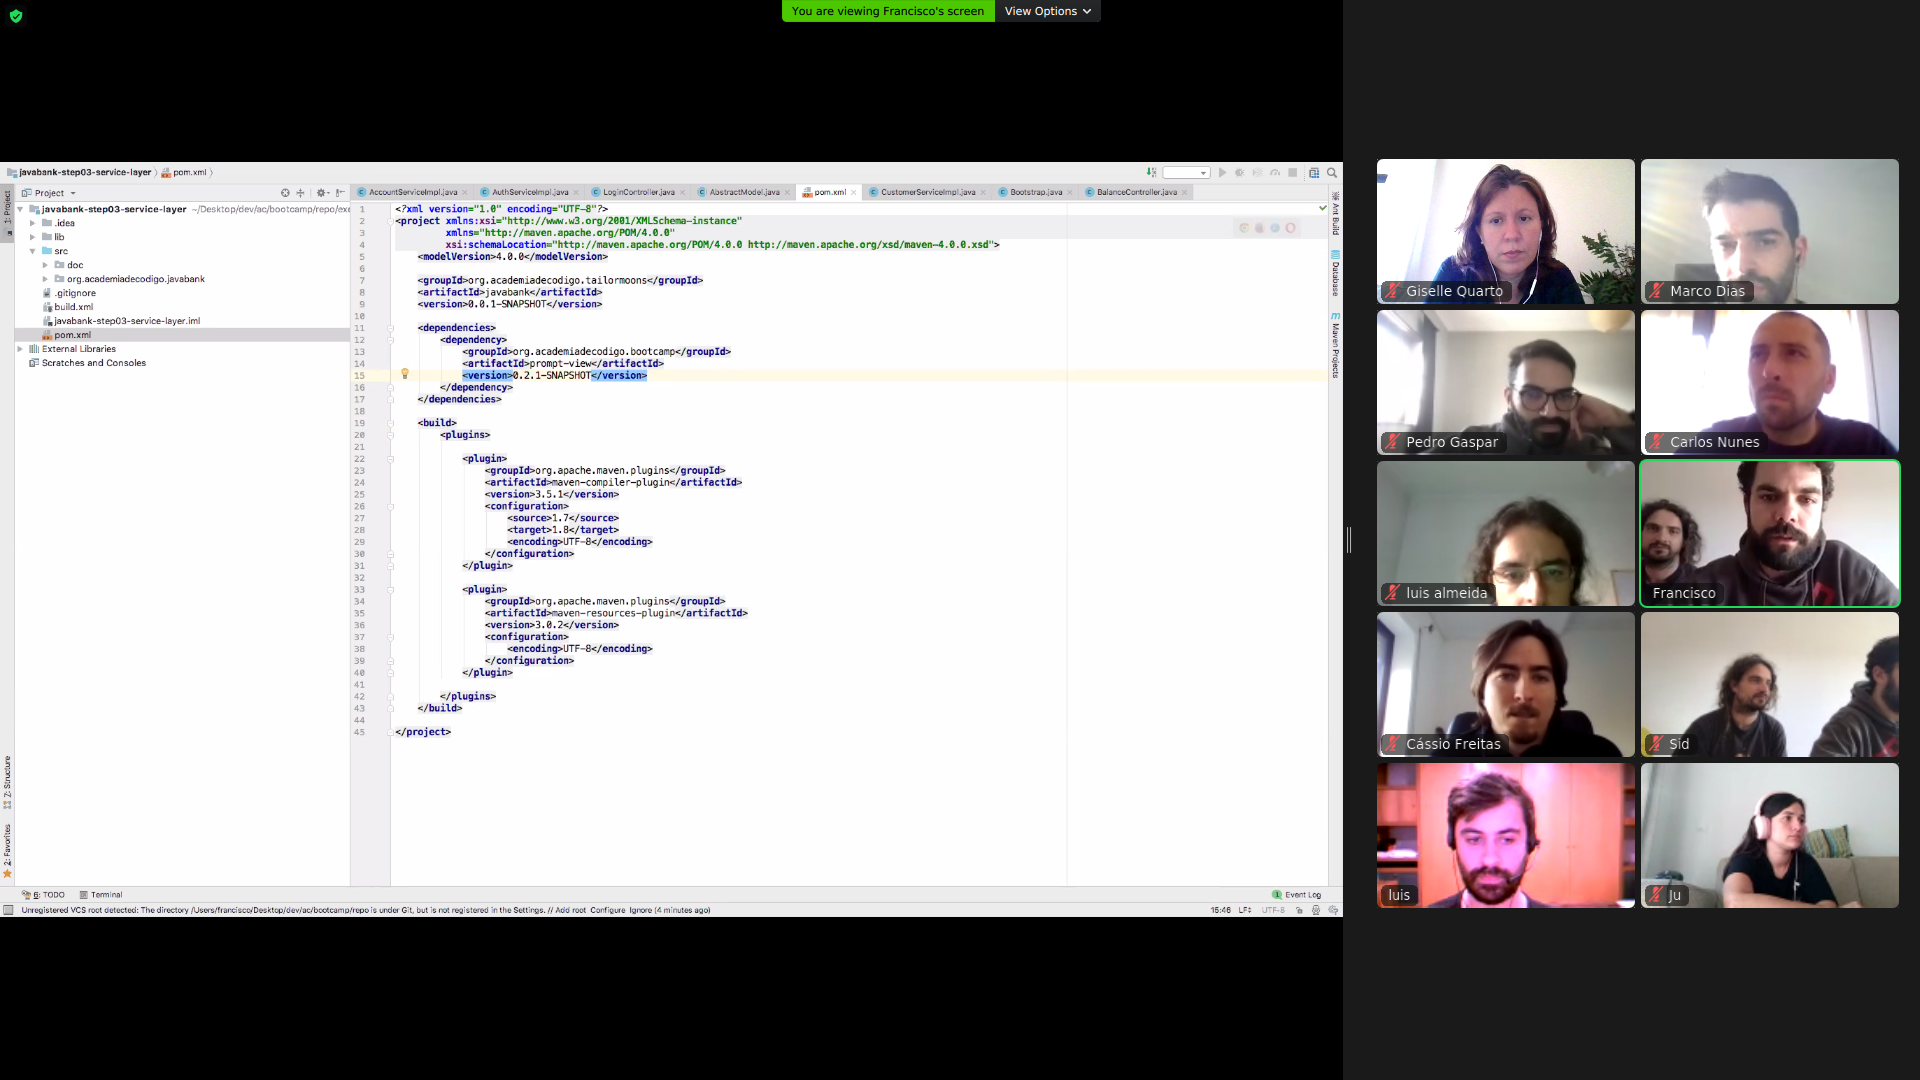 You are viewing Francisco's screen
View Options
javabank-step03-service-layer
pom.xml
Project
AccountServiceImpl.java
AuthServiceImpl.java
LoginController.java
AbstractModel.java
pom.xml
CustomerServiceImpl.java
Bootstrap.java
BalanceController.java
1: Project
javabank-step03-service-layer ~/Desktop/dev/ac/bootcamp/repo/exe
.idea
lib
src
doc
org.academiadecodigo.javabank
.gitignore
build.xml
javabank-step03-service-layer.iml
pom.xml
External Libraries
Scratches and Consoles
1 <?xml version="1.0" encoding="UTF-8"?>
2 <project xmlns:xsi="http://www.w3.org/2001/XMLSchema-instance"
3 xmlns="http://maven.apache.org/POM/4.0.0"
4 xsi:schemaLocation="http://maven.apache.org/POM/4.0.0 http://maven.apache.org/xsd/maven-4.0.0.xsd">
5 <modelVersion>4.0.0</modelVersion>
6
7 <groupId>org.academiadecodigo.tailormoons</groupId>
8 <artifactId>javabank</artifactId>
9 <version>0.0.1-SNAPSHOT</version>
10
11 <dependencies>
12 <dependency>
13 <groupId>org.academiadecodigo.bootcamp</groupId>
14 <artifactId>prompt-view</artifactId>
15 <version>0.2.1-SNAPSHOT</version>
16 </dependency>
17 </dependencies>
18
19 <build>
20 <plugins>
21
22 <plugin>
23 <groupId>org.apache.maven.plugins</groupId>
24 <artifactId>maven-compiler-plugin</artifactId>
25 <version>3.5.1</version>
26 <configuration>
27 <source>1.7</source>
28 <target>1.8</target>
29 <encoding>UTF-8</encoding>
30 </configuration>
31 </plugin>
32
33 <plugin>
34 <groupId>org.apache.maven.plugins</groupId>
35 <artifactId>maven-resources-plugin</artifactId>
36 <version>3.0.2</version>
37 <configuration>
38 <encoding>UTF-8</encoding>
39 </configuration>
40 </plugin>
41
42 </plugins>
43 </build>
44
45 </project>
Ant Build
Database
Maven Projects
Z: Structure
2: Favorites
6: TODO
Terminal
1 Event Log
Unregistered VCS root detected: The directory /Users/francisco/Desktop/dev/ac/bootcamp/repo is under Git, but is not registered in the Settings. // Add root Configure Ignore (4 minutes ago)
15:46
LF
UTF-8
Giselle Quarto
Marco Dias
Pedro Gaspar
Carlos Nunes
luis almeida
Francisco
Cássio Freitas
Sid
luis
Ju